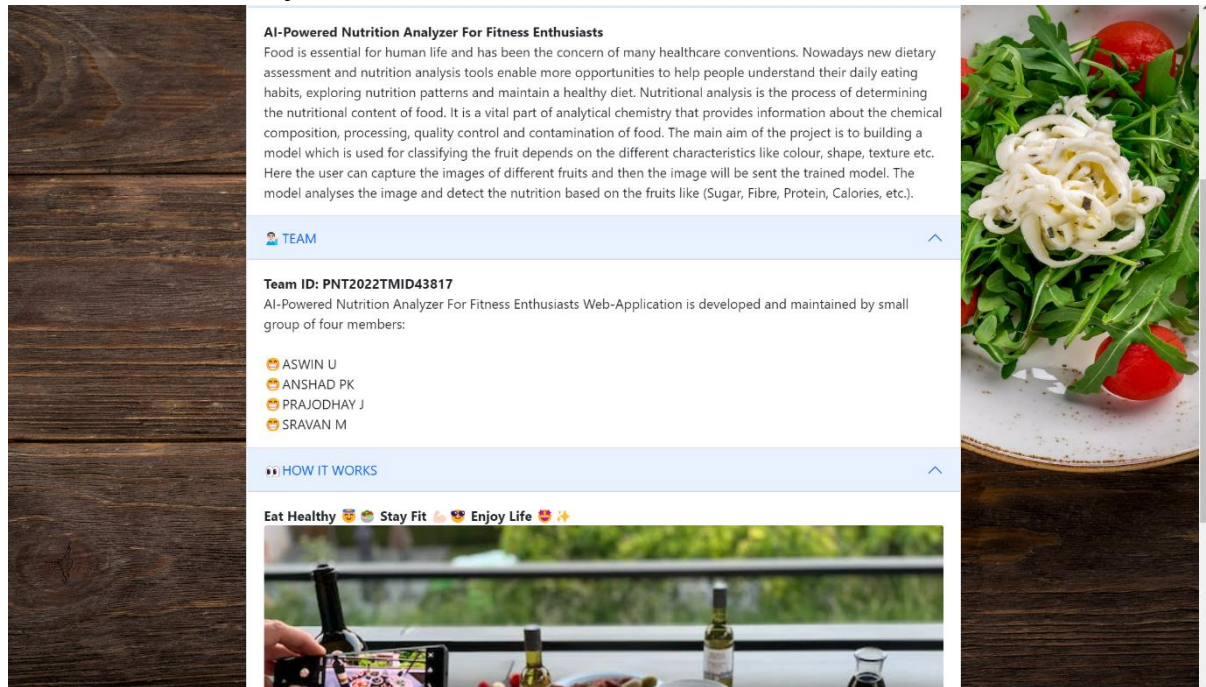 AI-Powered Nutrition Analyzer For Fitness Enthusiasts
Food is essential for human life and has been the concern of many healthcare conventions. Nowadays new dietary
assessment and nutrition analysis tools enable more opportunities to help people understand their daily eating
habits, exploring nutrition patterns and maintain a healthy diet. Nutritional analysis is the process of determining
the nutritional content of food. It is a vital part of analytical chemistry that provides information about the chemical
composition, processing, quality control and contamination of food. The main aim of the project is to building a
model which is used for classifying the fruit depends on the different characteristics like colour, shape, texture etc.
Here the user can capture the images of different fruits and then the image will be sent the trained model. The
model analyses the image and detect the nutrition based on the fruits like (Sugar, Fibre, Protein, Calories, etc.).
TEAM
Team ID: PNT2022TMID43817
AI-Powered Nutrition Analyzer For Fitness Enthusiasts Web-Application is developed and maintained by small
group of four members:
😁 ASWIN U
😁 ANSHAD PK
😁 PRAJODHAY J
😁 SRAVAN M
👀 HOW IT WORKS
Eat Healthy 😇 🥗 Stay Fit 💪🏻 😎 Enjoy Life 🤩 ✨